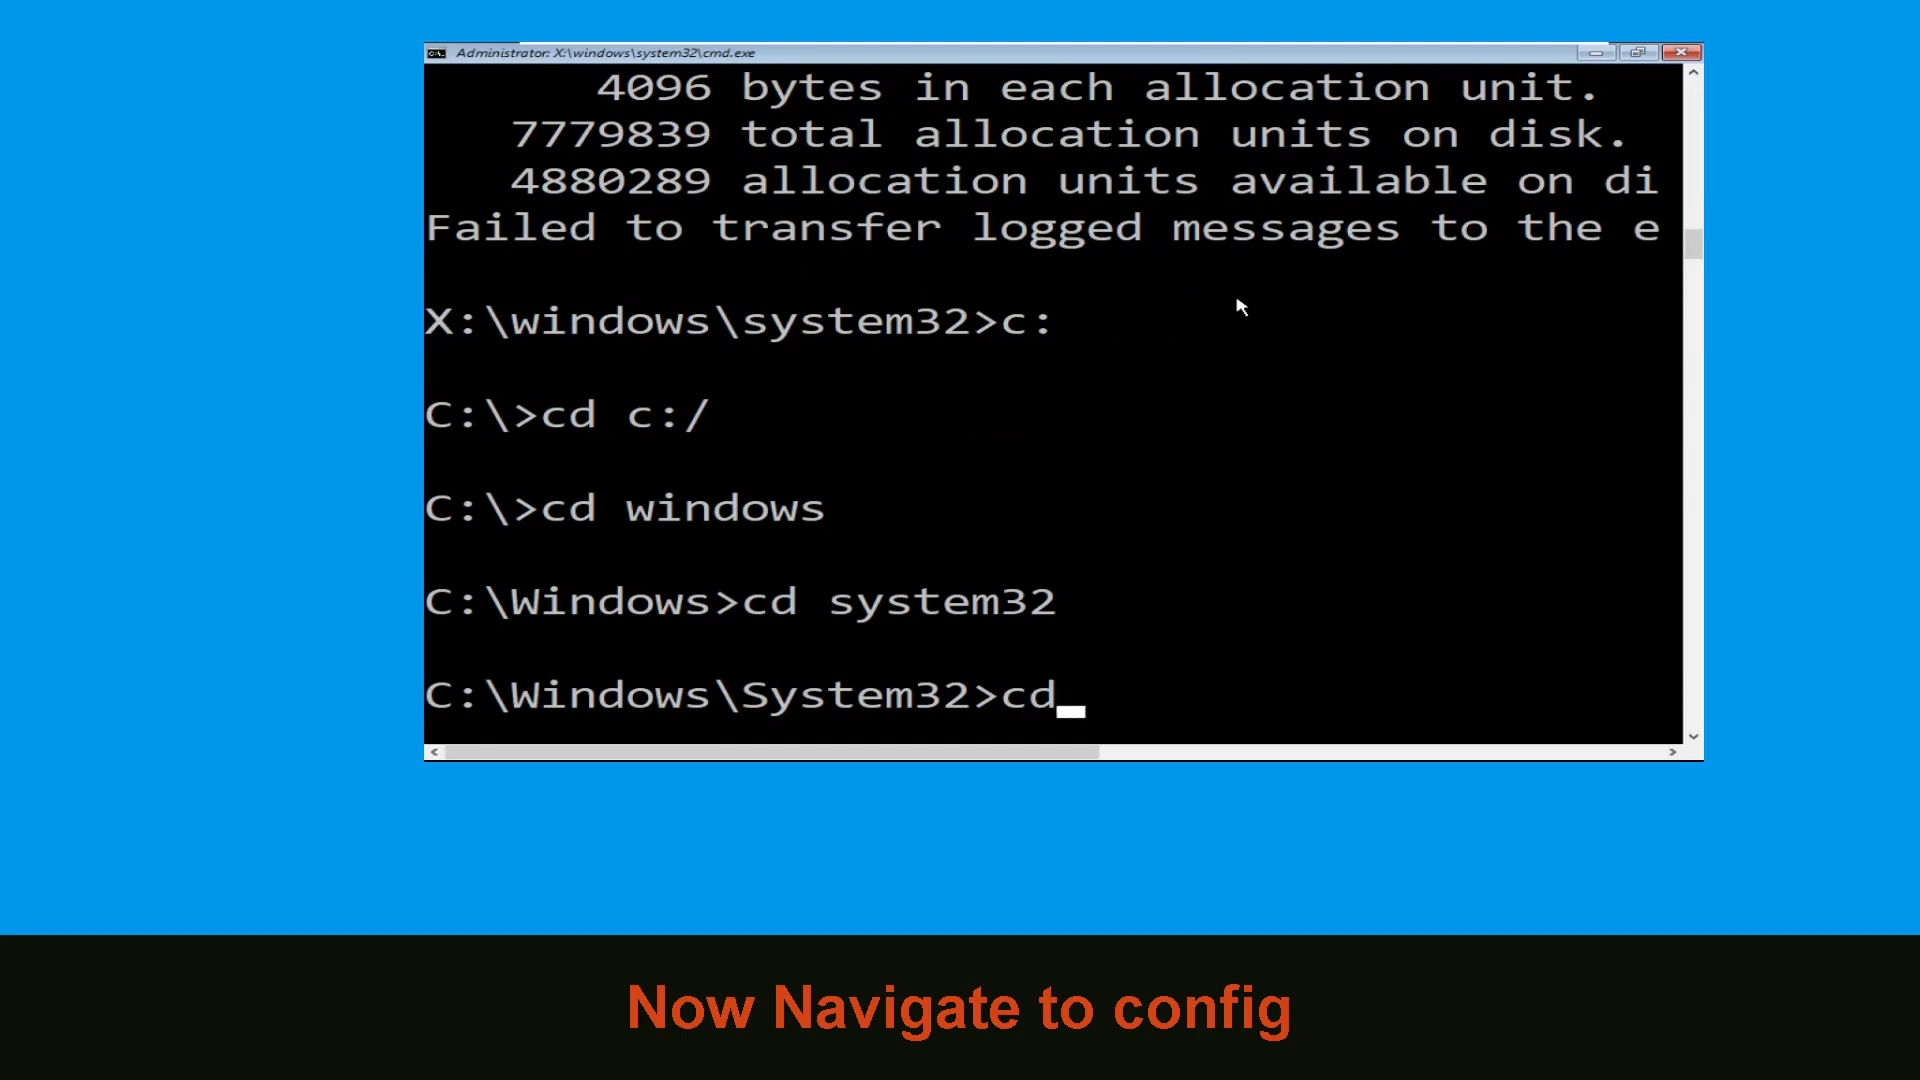 Administrator: X:\windows\system32\cmd.exe
4096 bytes in each allocation unit.
7779839 total allocation units on disk.
4880289 allocation units available on di
Failed to transfer logged messages to the e
X:\windows\system32>c:
C:\>cd c:/
C:\>cd windows
C:\Windows>cd system32
C:\Windows\System32>cd
Now Navigate to config